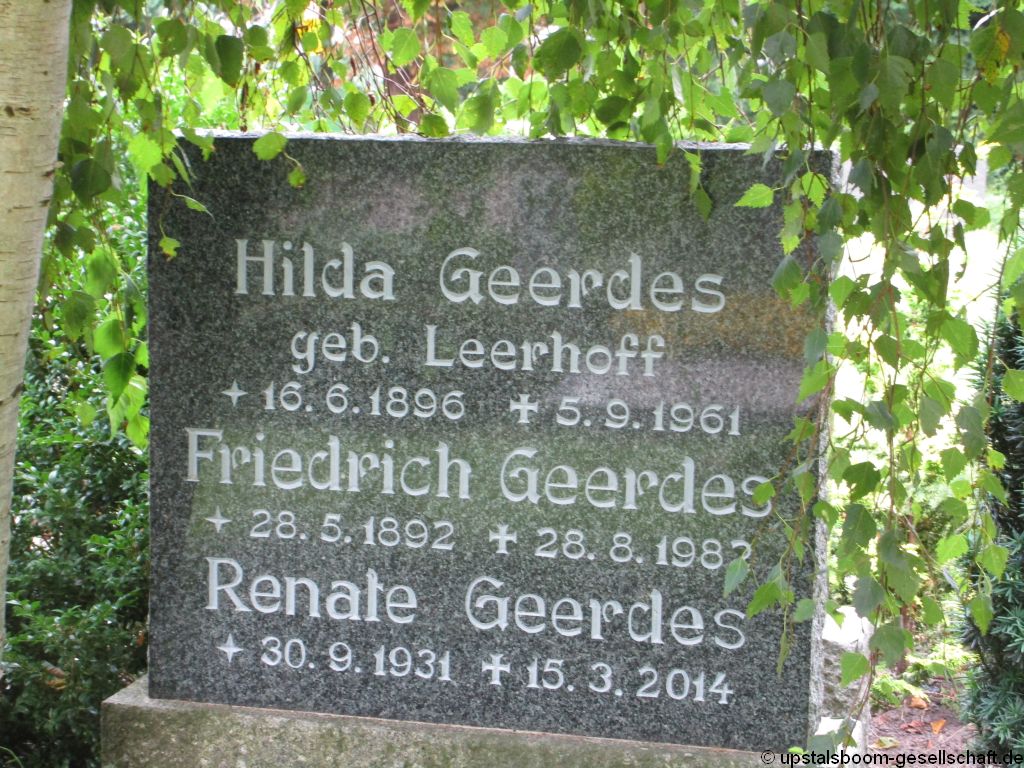 Hilda Geerdes
geb. Leerhoff
16.6.1896 5.9.1961
Friedrich Geerdes
28.5.1892 28.8.
Renate Geerdes
30.9.1931 15.3.2014
© upstalsboom-gesellschaft.de